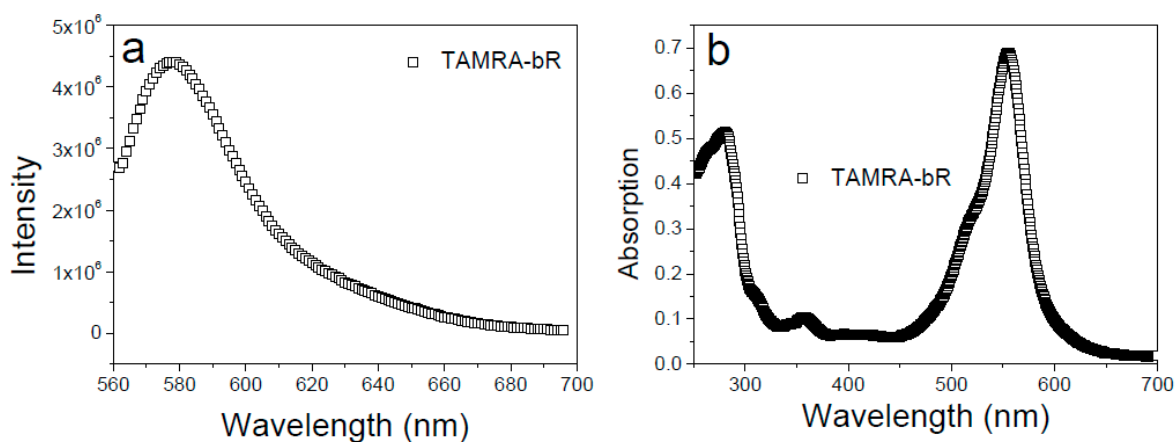 a
TAMRA-bR
5x10⁶
4x10⁶
3x10⁶
2x10⁶
1x10⁶
0
Intensity
560 580 600 620 640 660 680 700
Wavelength (nm)
b
TAMRA-bR
0.7
0.6
0.5
0.4
0.3
0.2
0.1
0.0
Absorption
300 400 500 600 700
Wavelength (nm)